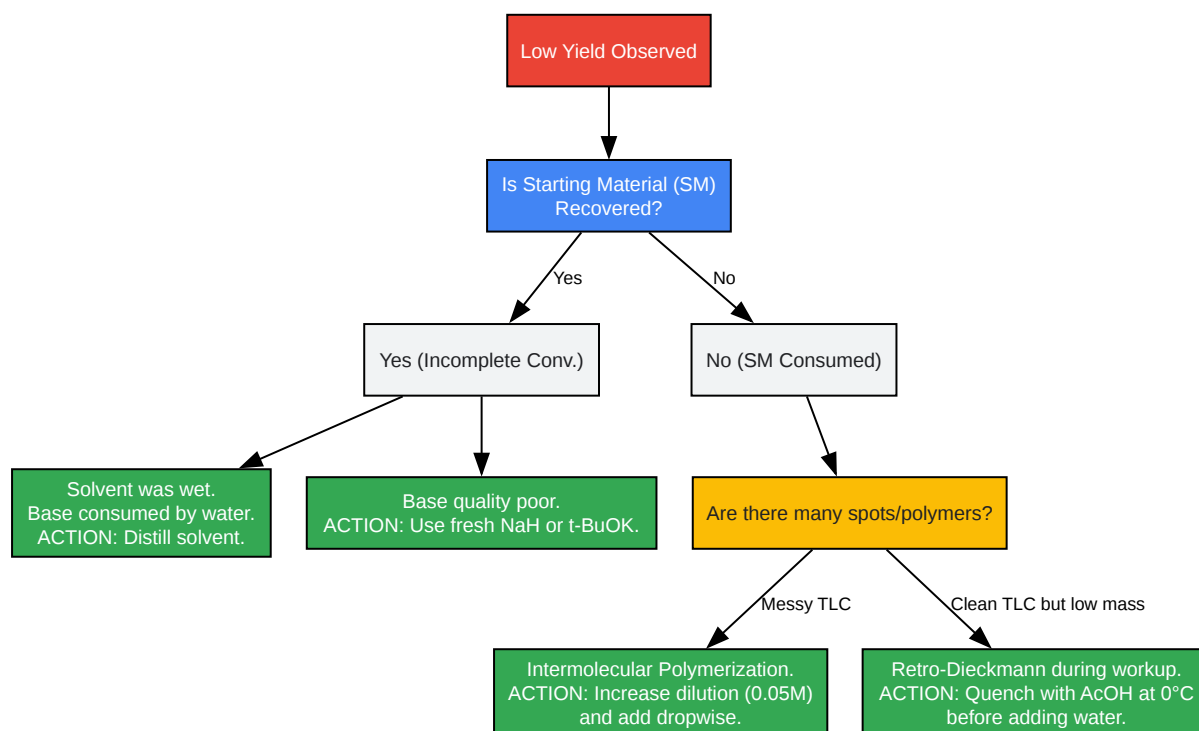 Low Yield Observed
Is Starting Material (SM)
Recovered?
Yes
No
Yes (Incomplete Conv.)
No (SM Consumed)
Solvent was wet.
Base consumed by water.
ACTION: Distill solvent.
Base quality poor.
ACTION: Use fresh NaH or t-BuOK.
Are there many spots/polymers?
Messy TLC
Clean TLC but low mass
Intermolecular Polymerization.
ACTION: Increase dilution (0.05M)
and add dropwise.
Retro-Dieckmann during workup.
ACTION: Quench with AcOH at 0°C
before adding water.